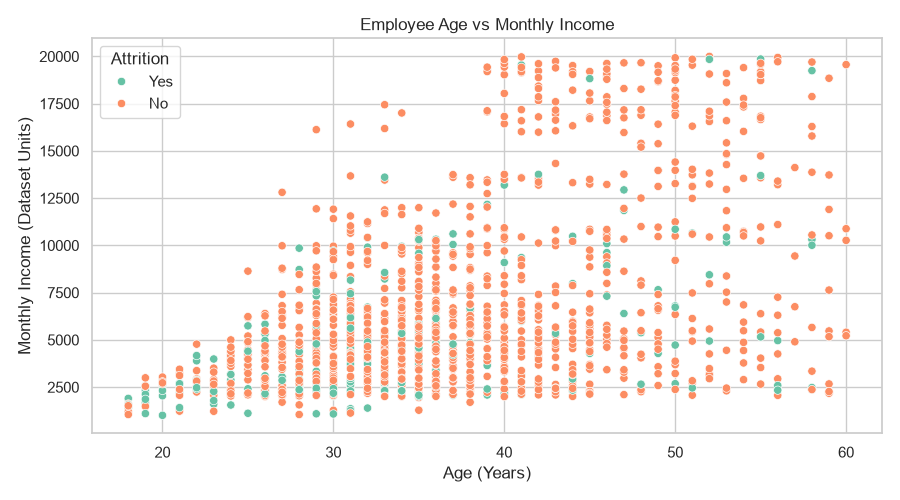 Employee Age vs Monthly Income
Attrition
Yes
No
Monthly Income (Dataset Units)
20000
17500
15000
12500
10000
7500
5000
2500
20 30 40 50 60
Age (Years)